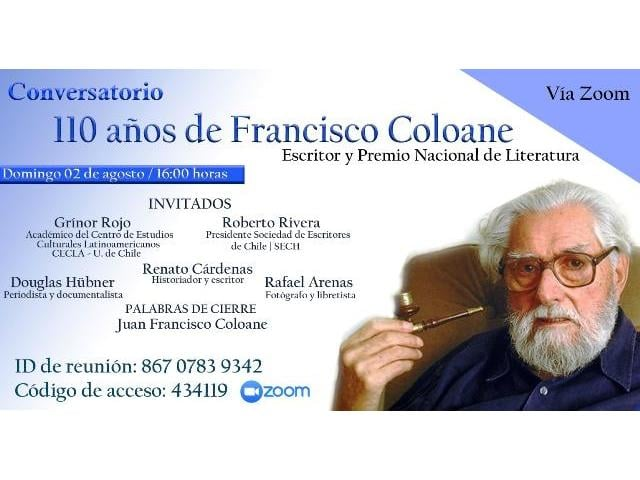 Conversatorio
Vía Zoom
110 años de Francisco Coloane
Escritor y Premio Nacional de Literatura
Domingo 02 de agosto / 16:00 horas
INVITADOS
Grínor Rojo
Académico del Centro de Estudios
Culturales Latinoamericanos
CECLA - U. de Chile
Roberto Rivera
Presidente Sociedad de Escritores
de Chile | SECH
Douglas Hübner
Periodista y documentalista
Renato Cárdenas
Historiador y escritor
Rafael Arenas
Fotógrafo y libretista
PALABRAS DE CIERRE
Juan Francisco Coloane
ID de reunión: 867 0783 9342
Código de acceso: 434119
zoom